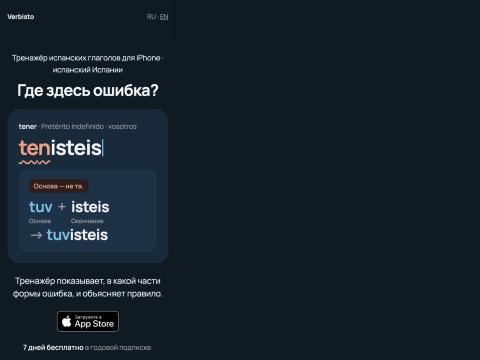 Verbisto
RU · EN
Тренажёр испанских глаголов для iPhone ·
испанский Испании
Где здесь ошибка?
tener · Pretérito Indefinido · vosotros
tenisteis
Основа — не та.
tuv + isteis
Основа Окончание
→ tuvisteis
Тренажёр показывает, в какой части
формы ошибка, и объясняет правило.
Загрузите в
App Store
7 дней бесплатно в годовой подписке.